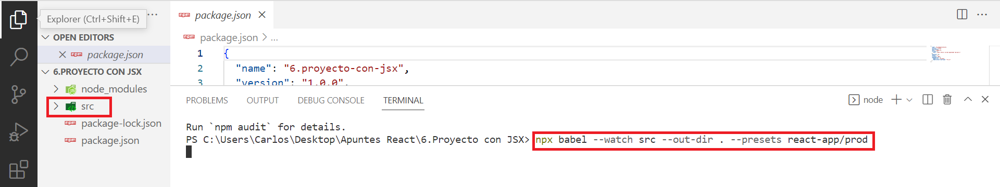 Explorer (Ctrl+Shift+E)
...
OPEN EDITORS
package.json
6.PROYECTO CON JSX
node_modules
src
package-lock.json
package.json
package.json
package.json > ...
1 {
2 "name": "6.proyecto-con-jsx",
3 "version": "1.0.0",
PROBLEMS OUTPUT DEBUG CONSOLE TERMINAL node
Run `npm audit` for details.
PS C:\Users\Carlos\Desktop\Apuntes React\6.Proyecto con JSX> npx babel --watch src --out-dir . --presets react-app/prod